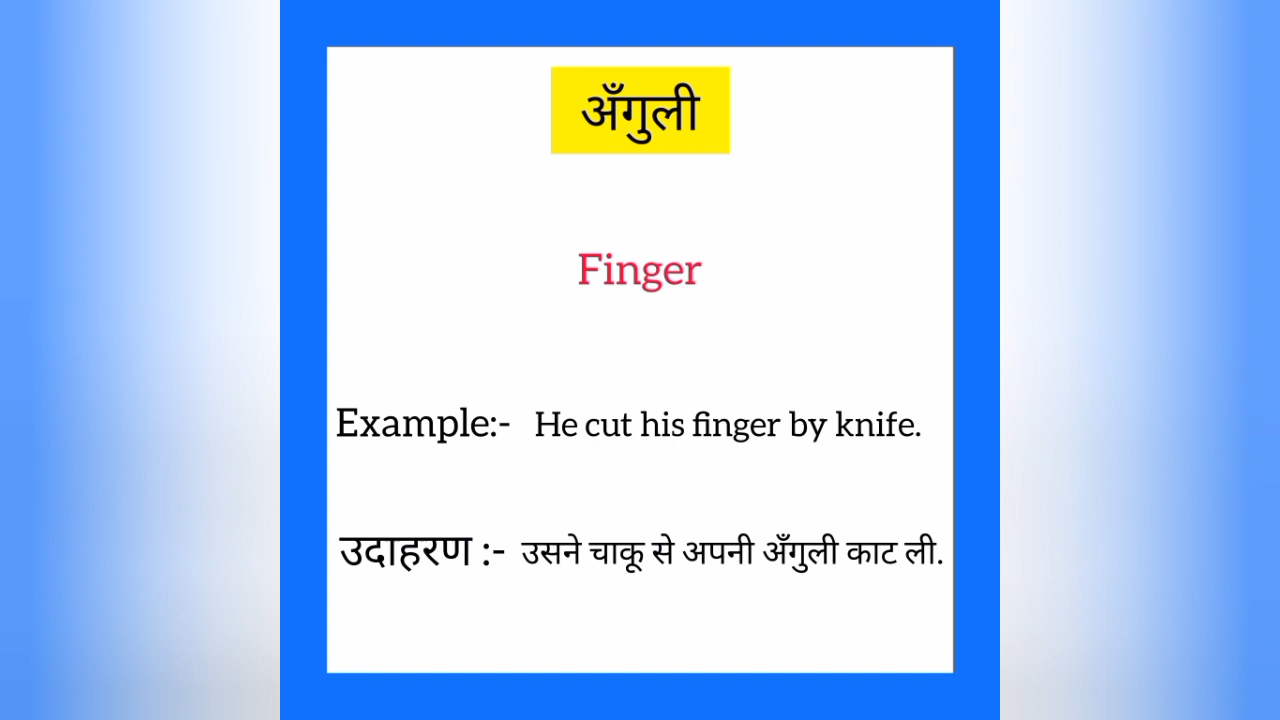 अँगुली
Finger
Example:- He cut his finger by knife.
उदाहरण :- उसने चाकू से अपनी अँगुली काट ली.